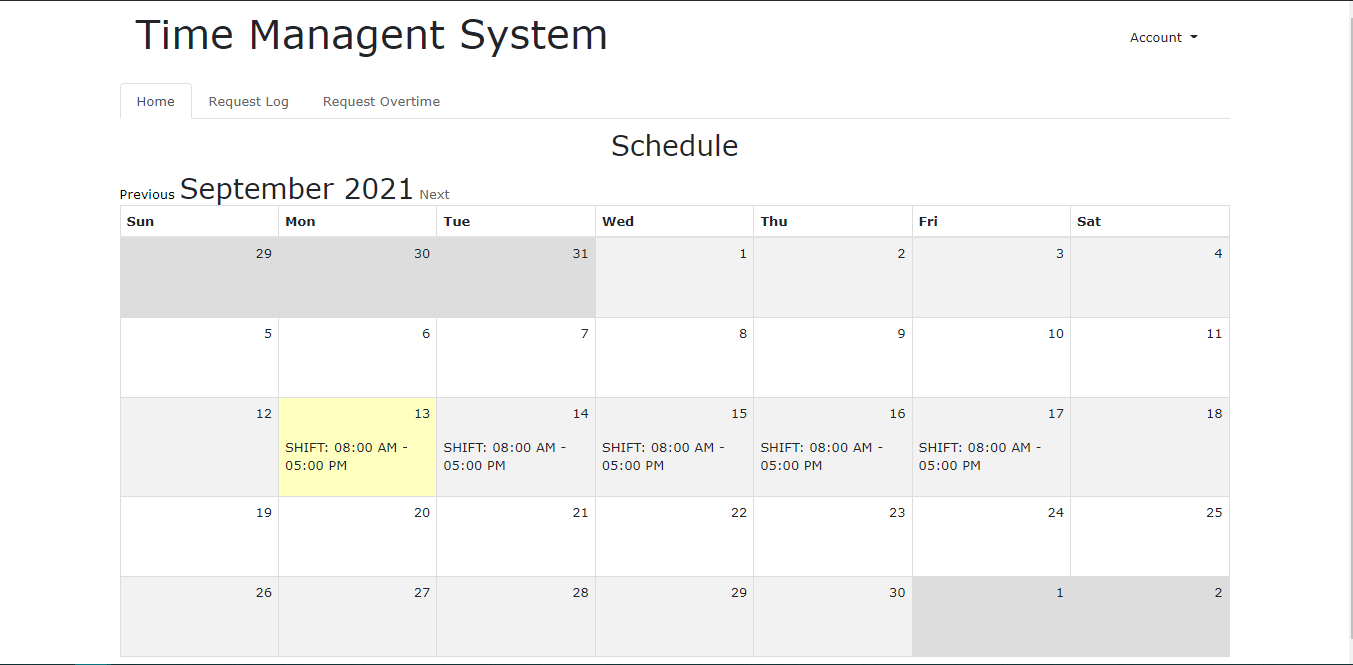 Time Managent System
Account
Home Request Log Request Overtime
Schedule
Previous September 2021 Next
Sun Mon Tue Wed Thu Fri Sat
29 30 31 1 2 3 4
5 6 7 8 9 10 11
12 13 14 15 16 17 18
SHIFT: 08:00 AM - SHIFT: 08:00 AM - SHIFT: 08:00 AM - SHIFT: 08:00 AM - SHIFT: 08:00 AM -
05:00 PM 05:00 PM 05:00 PM 05:00 PM 05:00 PM
19 20 21 22 23 24 25
26 27 28 29 30 1 2